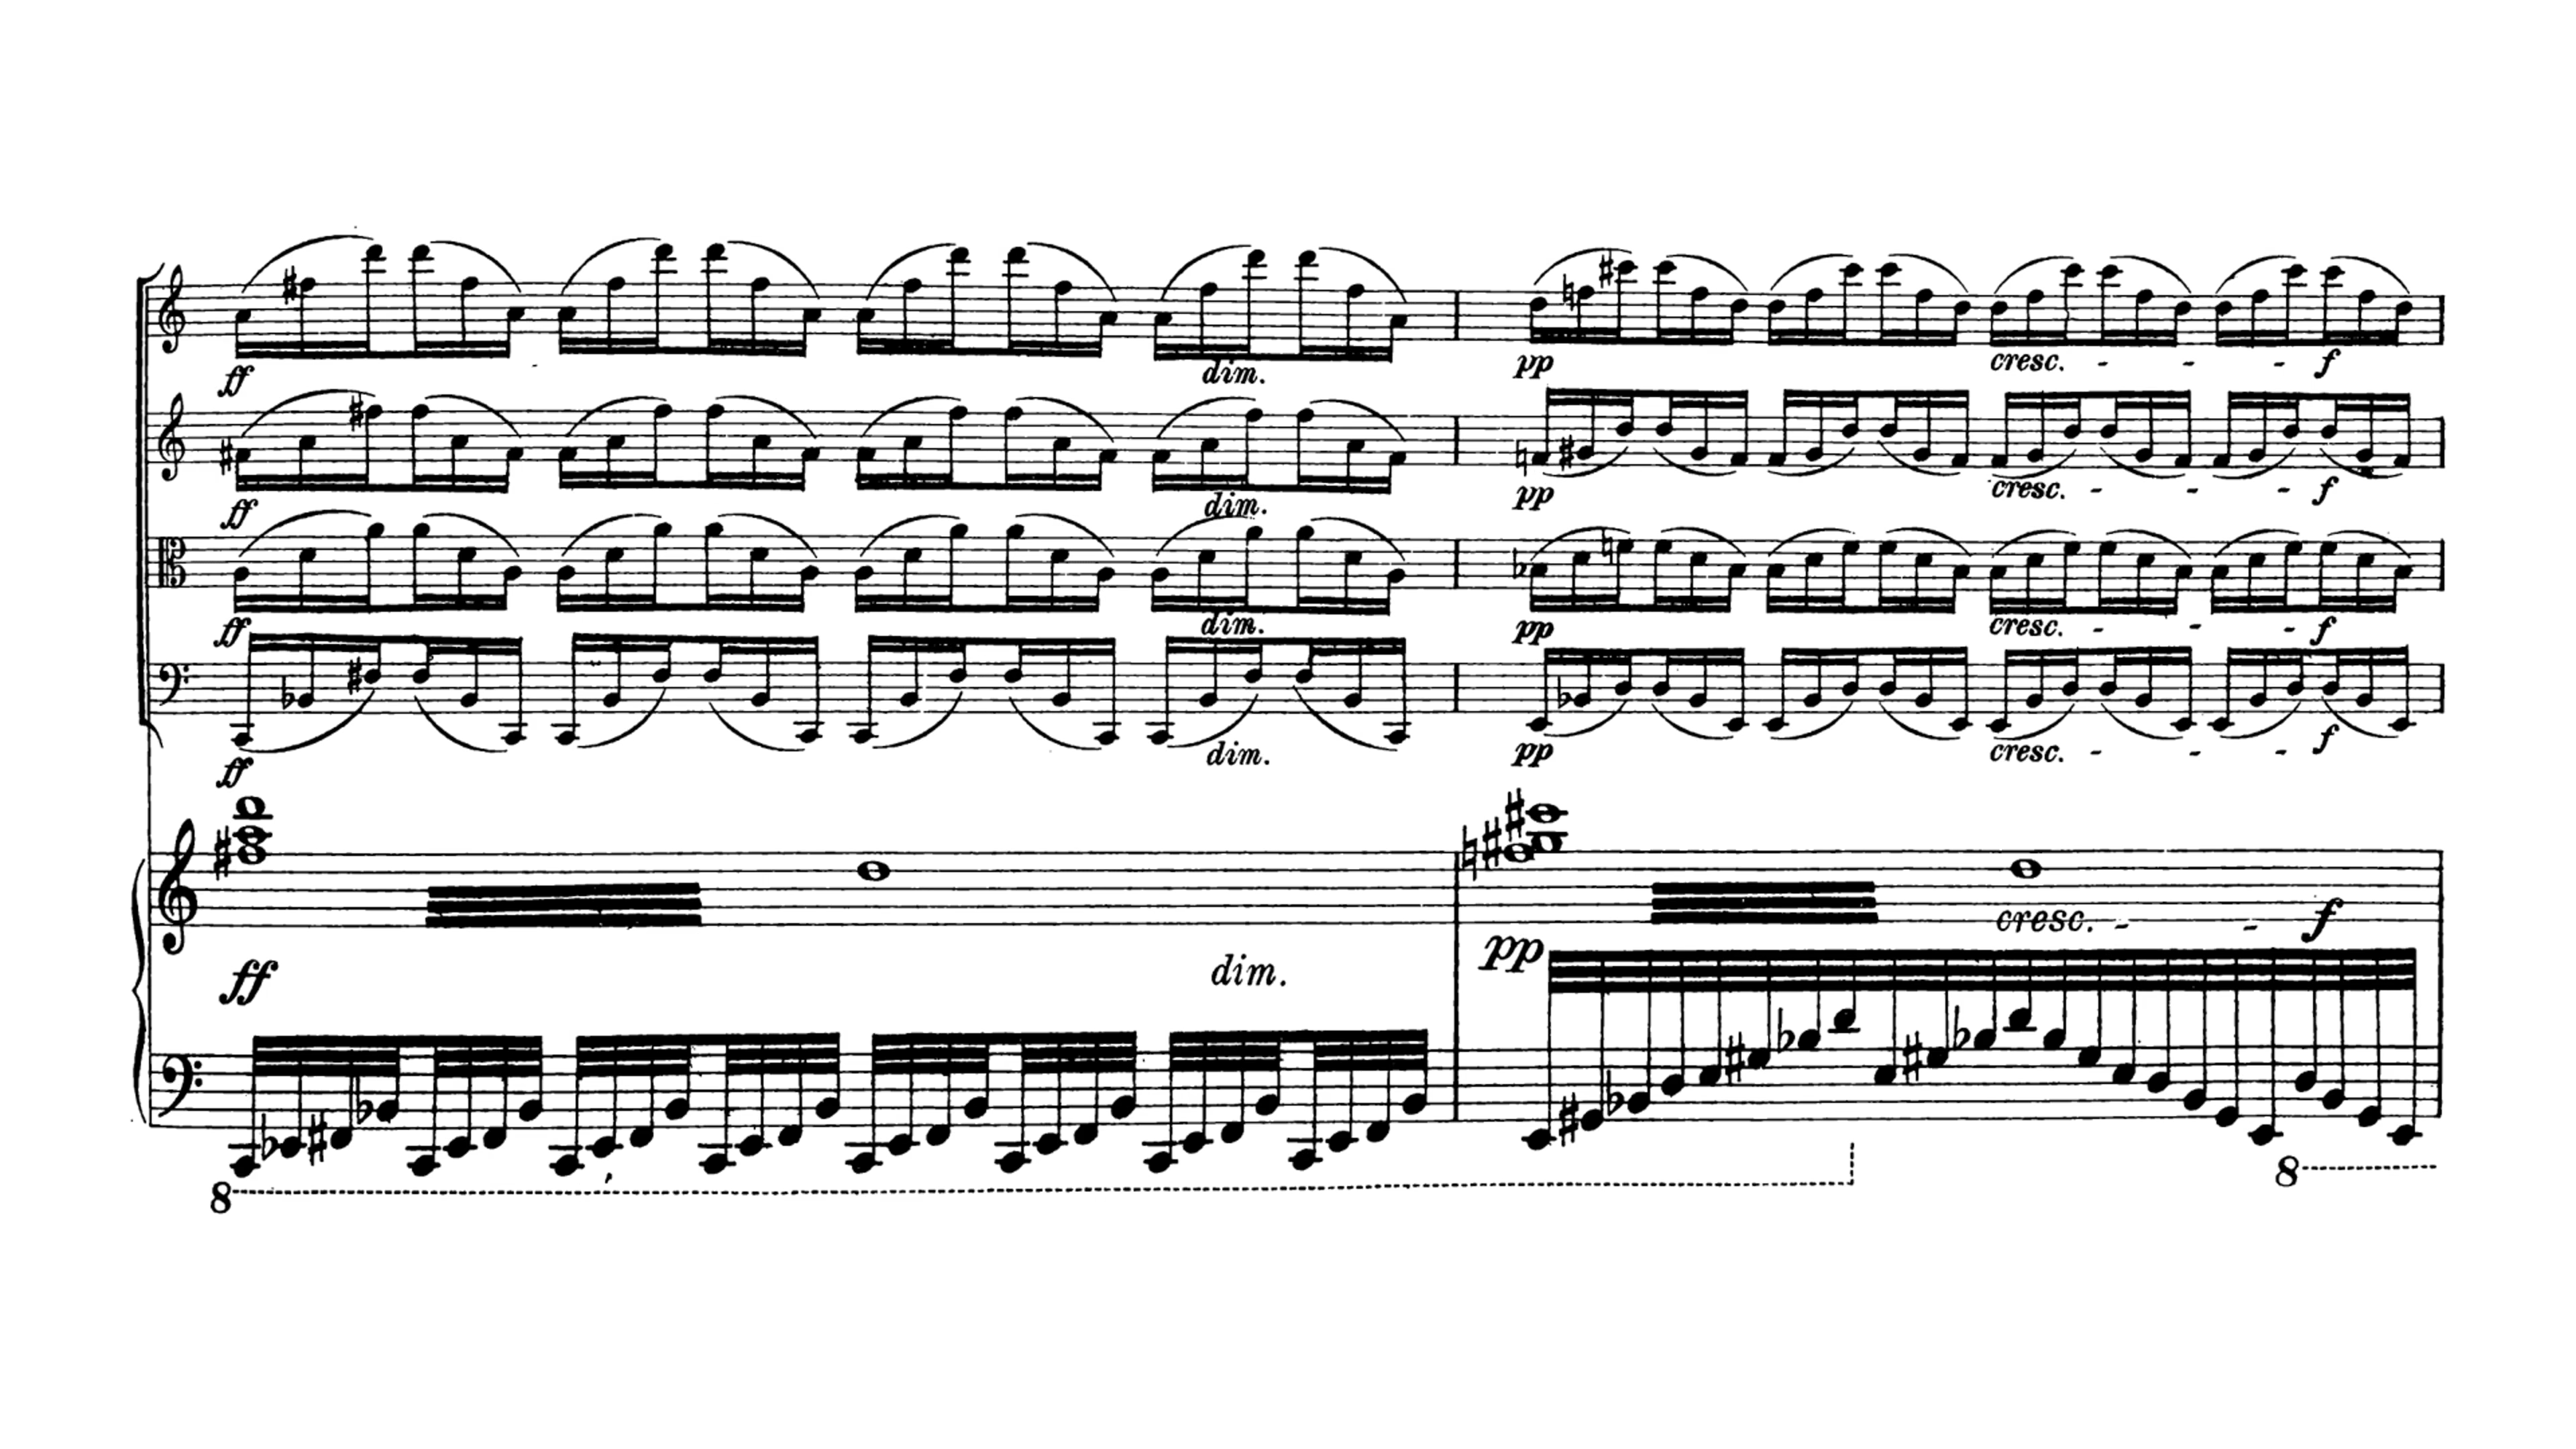 dim.
ff pp cresc. - - - f
dim.
ff pp cresc. - - - f
dim.
ff pp cresc. - - - f
dim.
ff pp cresc. - - - f
cresc. - - f
pp
ff dim.
8
8